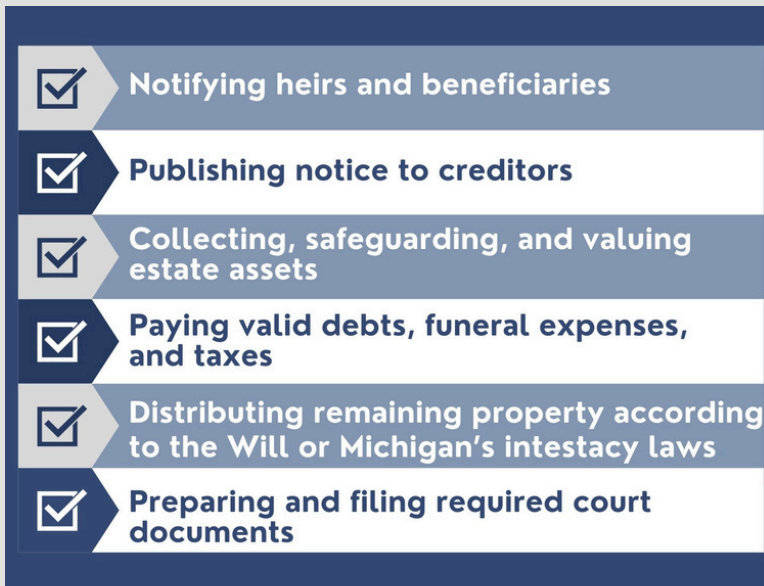 Notifying heirs and beneficiaries
Publishing notice to creditors
Collecting, safeguarding, and valuing
estate assets
Paying valid debts, funeral expenses,
and taxes
Distributing remaining property according
to the Will or Michigan’s intestacy laws
Preparing and filing required court
documents